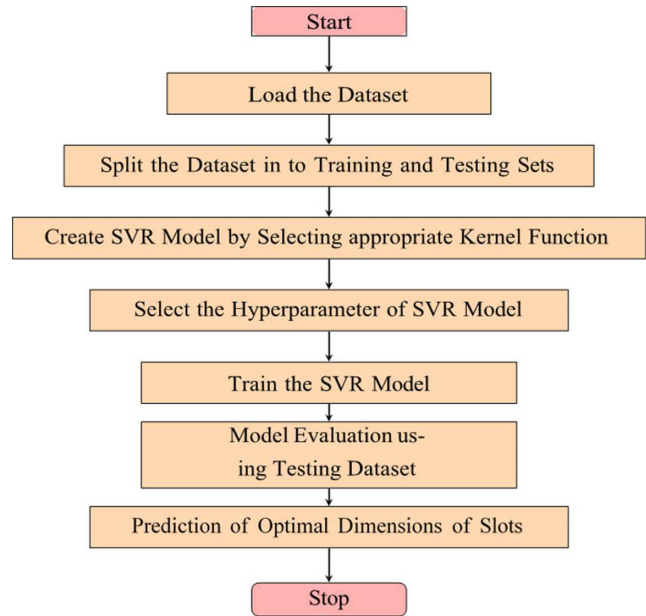 Start
Load the Dataset
Split the Dataset in to Training and Testing Sets
Create SVR Model by Selecting appropriate Kernel Function
Select the Hyperparameter of SVR Model
Train the SVR Model
Model Evaluation us-
ing Testing Dataset
Prediction of Optimal Dimensions of Slots
Stop